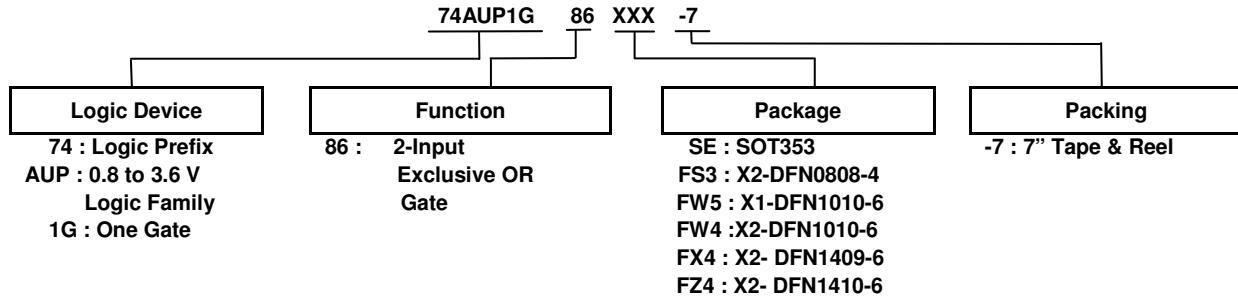 74AUP1G 86 XXX -7
Logic Device
74 : Logic Prefix
AUP : 0.8 to 3.6 V
Logic Family
1G : One Gate
Function
86 : 2-Input
Exclusive OR
Gate
Package
SE : SOT353
FS3 : X2-DFN0808-4
FW5 : X1-DFN1010-6
FW4 :X2-DFN1010-6
FX4 : X2- DFN1409-6
FZ4 : X2- DFN1410-6
Packing
-7 : 7” Tape & Reel